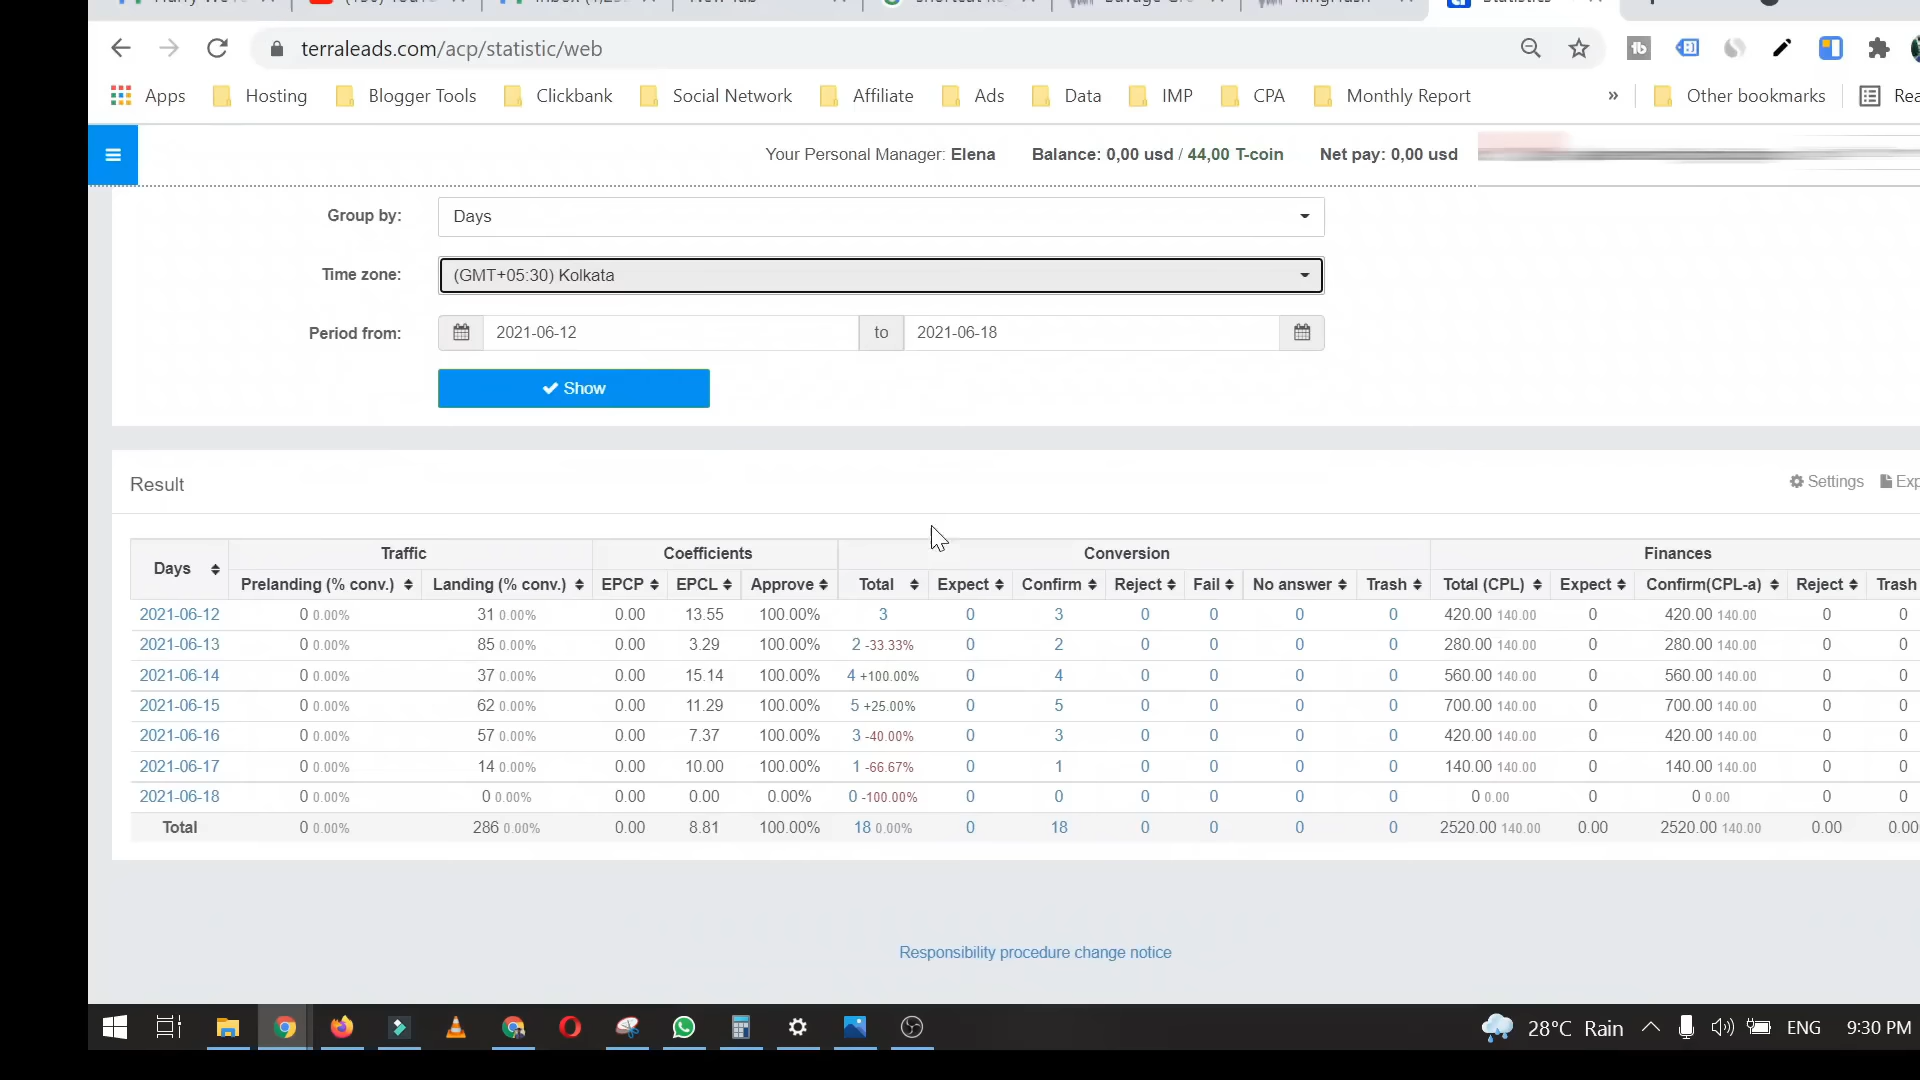 terraleads.com/acp/statistic/web
Apps Hosting Blogger Tools Clickbank Social Network Affiliate Ads Data IMP CPA Monthly Report » Other bookmarks
Your Personal Manager: Elena Balance: 0,00 usd / 44,00 T-coin Net pay: 0,00 usd
Group by: Days
Time zone: (GMT+05:30) Kolkata
Period from: 2021-06-12 to 2021-06-18
Show
Result Settings Exp
Days Traffic Coefficients Conversion Finances
Prelanding (% conv.) Landing (% conv.) EPCP EPCL Approve Total Expect Confirm Reject Fail No answer Trash Total (CPL) Expect Confirm(CPL-a) Reject Trash
2021-06-12 0 0.00% 31 0.00% 0.00 13.55 100.00% 3 0 3 0 0 0 0 420.00 140.00 0 420.00 140.00 0 0
2021-06-13 0 0.00% 85 0.00% 0.00 3.29 100.00% 2 -33.33% 0 2 0 0 0 0 280.00 140.00 0 280.00 140.00 0 0
2021-06-14 0 0.00% 37 0.00% 0.00 15.14 100.00% 4 +100.00% 0 4 0 0 0 0 560.00 140.00 0 560.00 140.00 0 0
2021-06-15 0 0.00% 62 0.00% 0.00 11.29 100.00% 5 +25.00% 0 5 0 0 0 0 700.00 140.00 0 700.00 140.00 0 0
2021-06-16 0 0.00% 57 0.00% 0.00 7.37 100.00% 3 -40.00% 0 3 0 0 0 0 420.00 140.00 0 420.00 140.00 0 0
2021-06-17 0 0.00% 14 0.00% 0.00 10.00 100.00% 1 -66.67% 0 1 0 0 0 0 140.00 140.00 0 140.00 140.00 0 0
2021-06-18 0 0.00% 0 0.00% 0.00 0.00 0.00% 0 -100.00% 0 0 0 0 0 0 0 0.00 0 0 0.00 0 0
Total 0 0.00% 286 0.00% 0.00 8.81 100.00% 18 0.00% 0 18 0 0 0 0 2520.00 140.00 0.00 2520.00 140.00 0.00 0.00
Responsibility procedure change notice
28°C Rain ENG 9:30 PM